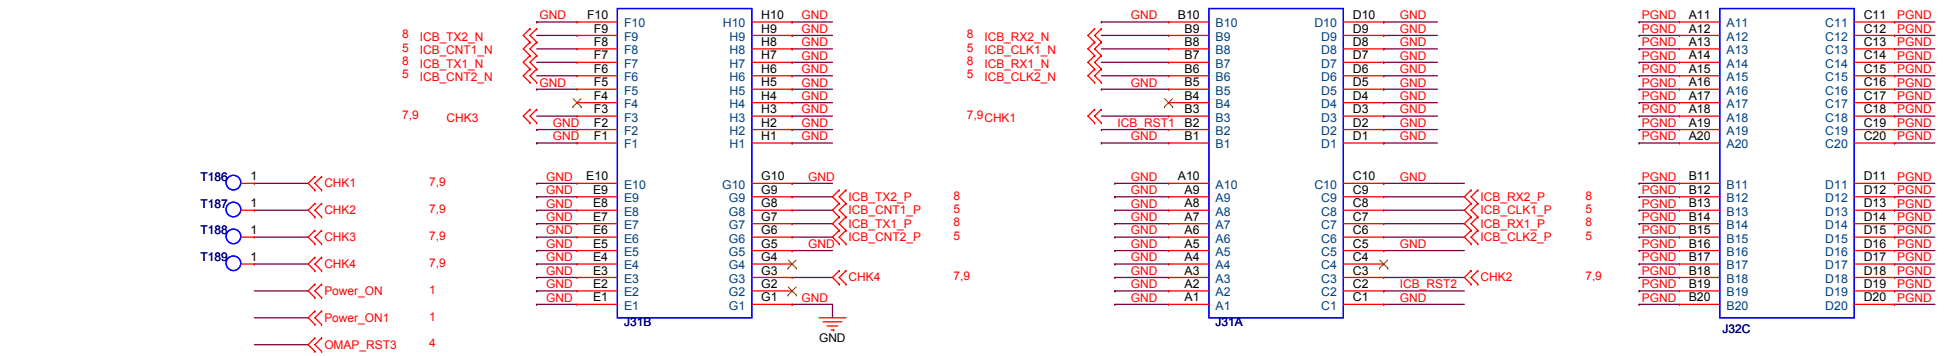 GND F10 F10 H10 H10 GND
8 ICB_TX2_N F9 F9 H9 H9 GND
5 ICB_CNT1_N F8 F8 H8 H8 GND
8 ICB_TX1_N F7 F7 H7 H7 GND
5 ICB_CNT2_N F6 F6 H6 H6 GND
GND F5 F5 H5 H5 GND
F4 F4 H4 H4 GND
7,9 CHK3 F3 F3 H3 H3 GND
GND F2 F2 H2 H2 GND
GND F1 F1 H1 H1 GND
GND E10 E10 G10 G10 GND
GND E9 E9 G9 G9 ICB_TX2_P 8
GND E8 E8 G8 G8 ICB_CNT1_P 5
GND E7 E7 G7 G7 ICB_TX1_P 8
GND E6 E6 G6 G6 ICB_CNT2_P 5
GND E5 E5 G5 G5 GND
GND E4 E4 G4 G4
GND E3 E3 G3 G3 CHK4 7,9
GND E2 E2 G2 G2
GND E1 E1 G1 G1 GND
J31B
GND
T186 1 CHK1 7,9
T187 1 CHK2 7,9
T188 1 CHK3 7,9
T189 1 CHK4 7,9
Power_ON 1
Power_ON1 1
OMAP_RST3 4
GND B10 B10 D10 D10 GND
8 ICB_RX2_N B9 B9 D9 D9 GND
5 ICB_CLK1_N B8 B8 D8 D8 GND
8 ICB_RX1_N B7 B7 D7 D7 GND
5 ICB_CLK2_N B6 B6 D6 D6 GND
GND B5 B5 D5 D5 GND
B4 B4 D4 D4 GND
7,9 CHK1 B3 B3 D3 D3 GND
ICB_RST1 B2 B2 D2 D2 GND
GND B1 B1 D1 D1 GND
GND A10 A10 C10 C10 GND
GND A9 A9 C9 C9 ICB_RX2_P 8
GND A8 A8 C8 C8 ICB_CLK1_P 5
GND A7 A7 C7 C7 ICB_RX1_P 8
GND A6 A6 C6 C6 ICB_CLK2_P 5
GND A5 A5 C5 C5 GND
GND A4 A4 C4 C4
GND A3 A3 C3 C3 CHK2 7,9
GND A2 A2 C2 C2 ICB_RST2
GND A1 A1 C1 C1 GND
J31A
PGND A11 A11 C11 C11 PGND
PGND A12 A12 C12 C12 PGND
PGND A13 A13 C13 C13 PGND
PGND A14 A14 C14 C14 PGND
PGND A15 A15 C15 C15 PGND
PGND A16 A16 C16 C16 PGND
PGND A17 A17 C17 C17 PGND
PGND A18 A18 C18 C18 PGND
PGND A19 A19 C19 C19 PGND
PGND A20 A20 C20 C20 PGND
PGND B11 B11 D11 D11 PGND
PGND B12 B12 D12 D12 PGND
PGND B13 B13 D13 D13 PGND
PGND B14 B14 D14 D14 PGND
PGND B15 B15 D15 D15 PGND
PGND B16 B16 D16 D16 PGND
PGND B17 B17 D17 D17 PGND
PGND B18 B18 D18 D18 PGND
PGND B19 B19 D19 D19 PGND
PGND B20 B20 D20 D20 PGND
J32C